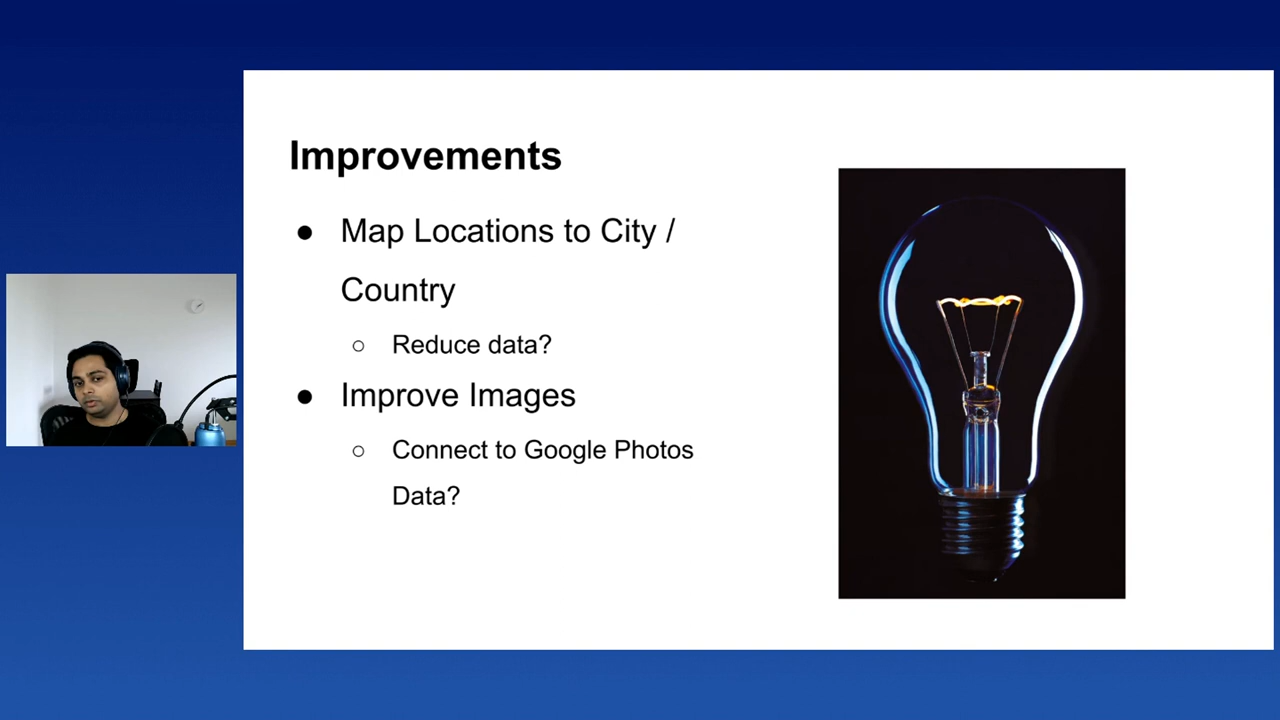 Improvements
● Map Locations to City /
Country
○ Reduce data?
● Improve Images
○ Connect to Google Photos
Data?